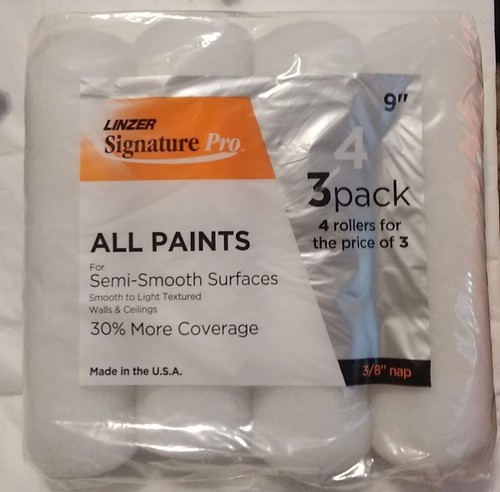 LINZER
Signature Pro™
9"
4
3pack
4 rollers for
the price of 3
ALL PAINTS
For
Semi-Smooth Surfaces
Smooth to Light Textured
Walls & Ceilings
30% More Coverage
Made in the U.S.A.
3/8" nap